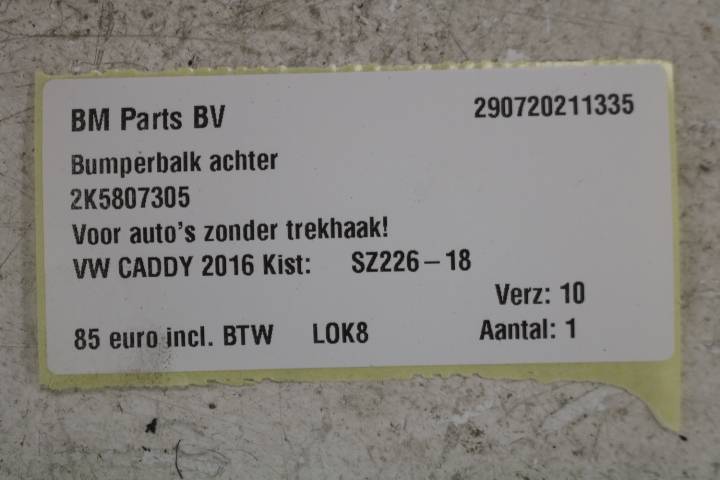 BM Parts BV 290720211335
Bumperbalk achter
2K5807305
Voor auto's zonder trekhaak!
VW CADDY 2016 Kist: SZ226-18
Verz: 10
85 euro incl. BTW LOK8 Aantal: 1